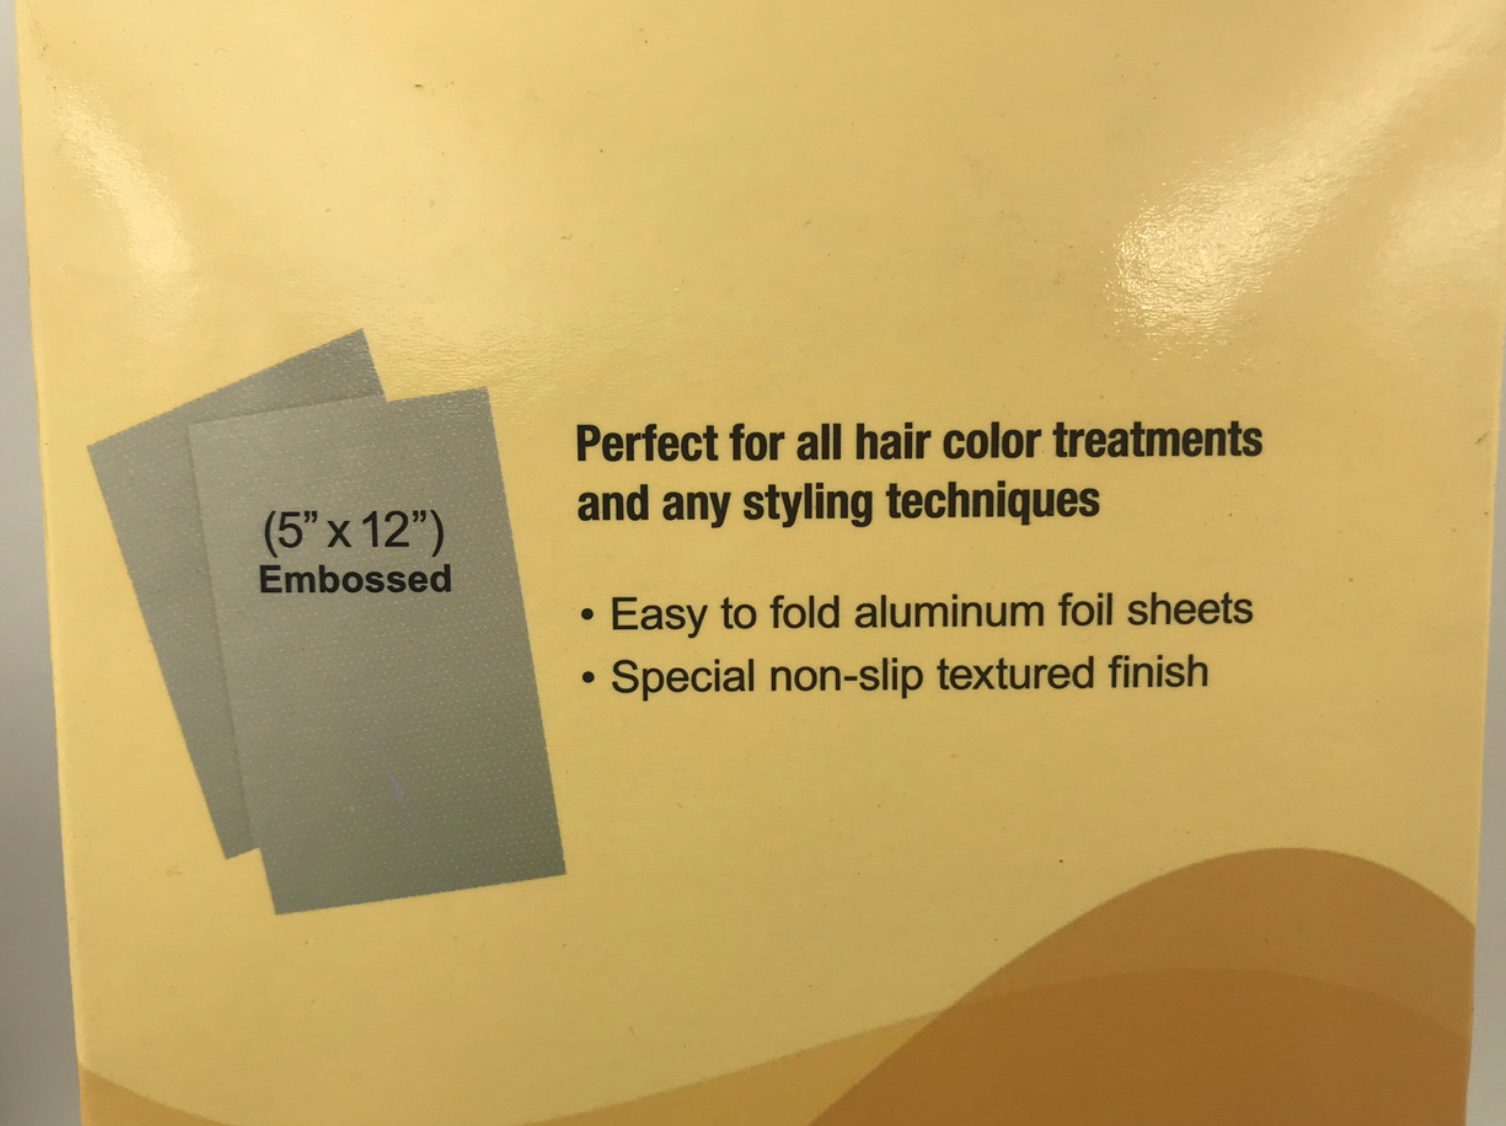 (5” x 12”)
Embossed
Perfect for all hair color treatments
and any styling techniques
• Easy to fold aluminum foil sheets
• Special non-slip textured finish